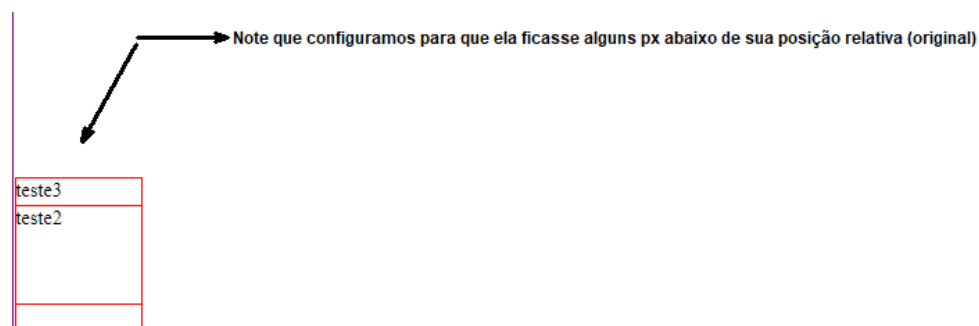 Note que configuramos para que ela ficasse alguns px abaixo de sua posição relativa (original)
teste3
teste2